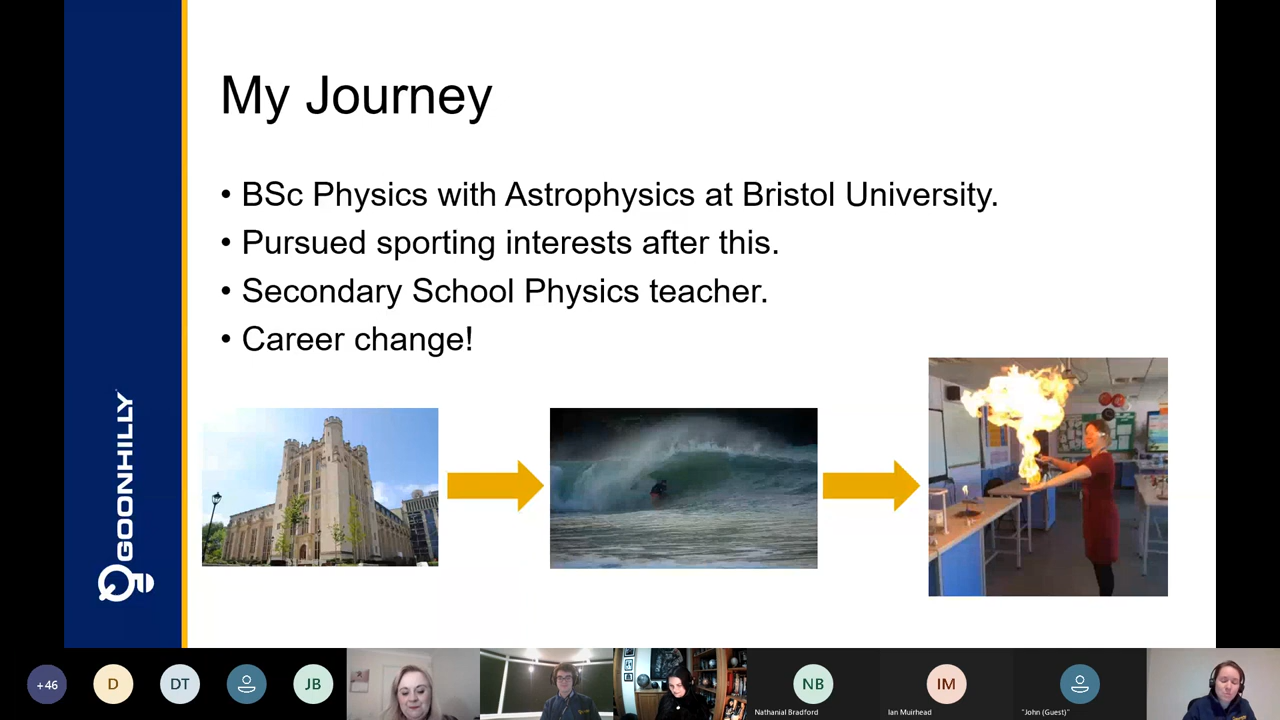 My Journey
• BSc Physics with Astrophysics at Bristol University.
• Pursued sporting interests after this.
• Secondary School Physics teacher.
• Career change!
GOONHILLY
+46
D
DT
JB
NB
Nathanial Bradford
IM
Ian Muirhead
"John (Guest)"